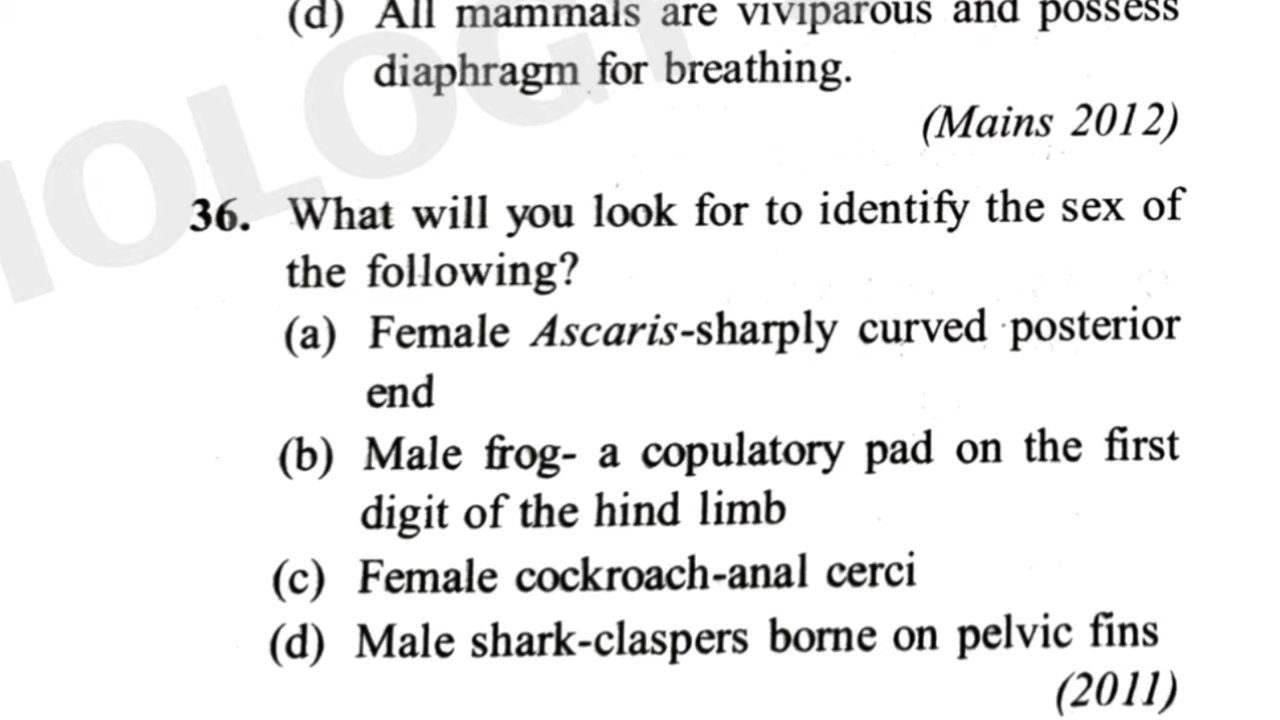 (d) All mammals are viviparous and possess
diaphragm for breathing.
(Mains 2012)
36. What will you look for to identify the sex of
the following?
(a) Female Ascaris-sharply curved posterior
end
(b) Male frog- a copulatory pad on the first
digit of the hind limb
(c) Female cockroach-anal cerci
(d) Male shark-claspers borne on pelvic fins
(2011)